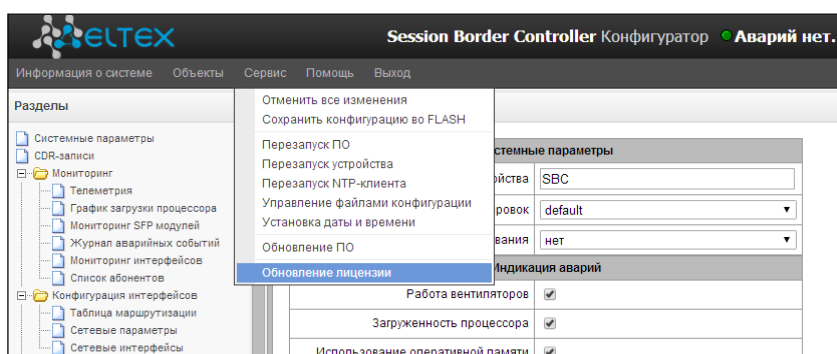 ELTEX
Session Border Controller Конфигуратор Аварий нет.
Информация о системе Объекты Сервис Помощь Выход
Разделы
Системные параметры
CDR-записи
Мониторинг
Телеметрия
График загрузки процессора
Мониторинг SFP модулей
Журнал аварийных событий
Мониторинг интерфейсов
Список абонентов
Конфигурация интерфейсов
Таблица маршрутизации
Сетевые параметры
Сетевые интерфейсы
Отменить все изменения
Сохранить конфигурацию во FLASH
Перезапуск ПО
Перезапуск устройства
Перезапуск NTP-клиента
Управление файлами конфигурации
Установка даты и времени
Обновление ПО
Обновление лицензии
стемные параметры
ойства SBC
ровок default
вания нет
Индикация аварий
Работа вентиляторов
Загруженность процессора
Использование оперативной памяти